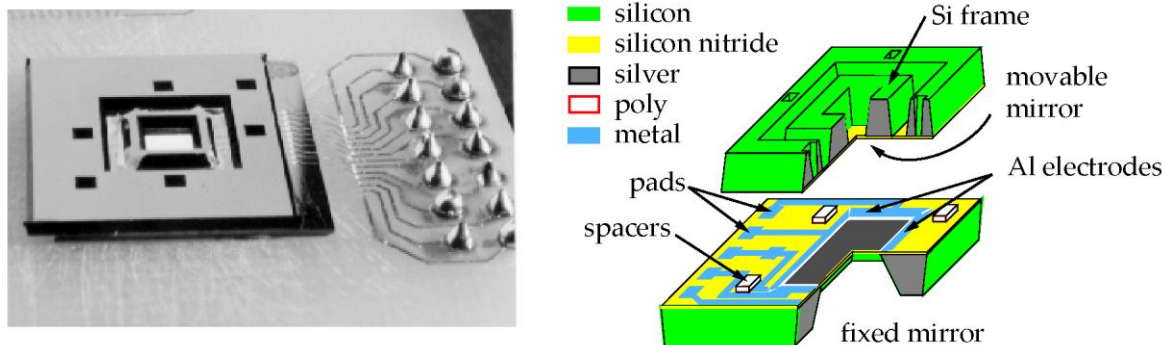 silicon
silicon nitride
silver
poly
metal
Si frame
movable
mirror
pads
Al electrodes
spacers
fixed mirror